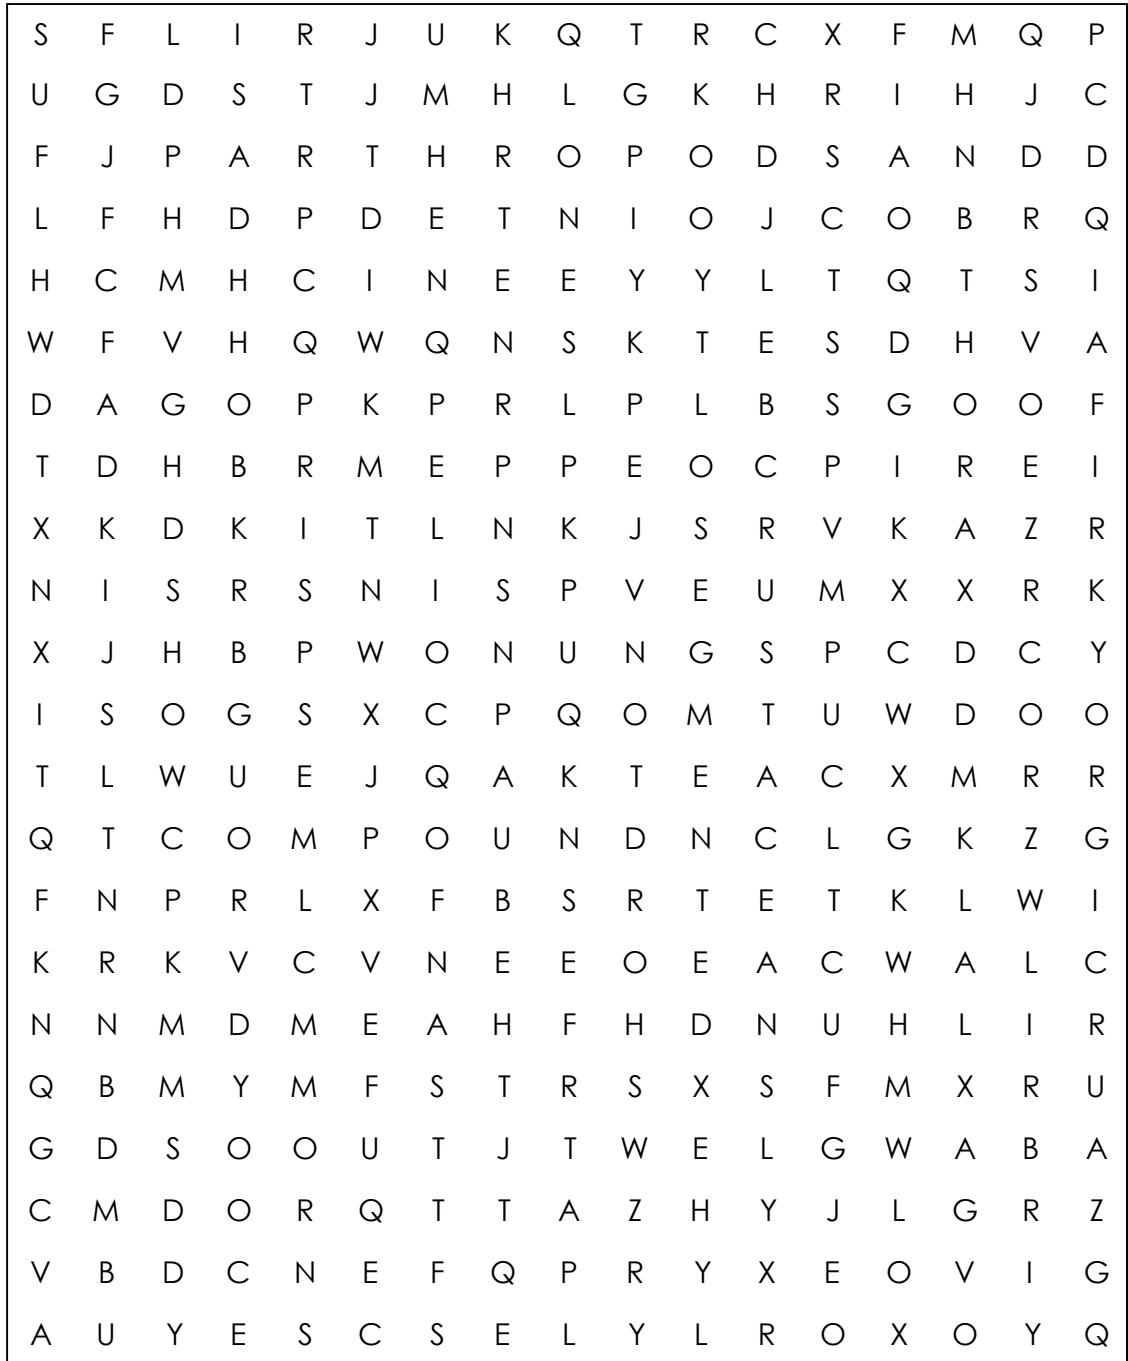 S F L I R J U K Q T R C X F M Q P
U G D S T J M H L G K H R I H J C
F J P A R T H R O P O D S A N D D
L F H D P D E T N I O J C O B R Q
H C M H C I N E E Y Y L T Q T S I
W F V H Q W Q N S K T E S D H V A
D A G O P K P R L P L B S G O O F
T D H B R M E P P E O C P I R E I
X K D K I T L N K J S R V K A Z R
N I S R S N I S P V E U M X X R K
X J H B P W O N U N G S P C D C Y
I S O G S X C P Q O M T U W D O O
T L W U E J Q A K T E A C X M R R
Q T C O M P O U N D N C L G K Z G
F N P R L X F B S R T E T K L W I
K R K V C V N E E O E A C W A L C
N N M D M E A H F H D N U H L I R
Q B M Y M F S T R S X S F M X R U
G D S O O U T J T W E L G W A B A
C M D O R Q T T A Z H Y J L G R Z
V B D C N E F Q P R Y X E O V I G
A U Y E S C S E L Y L R O X O Y Q